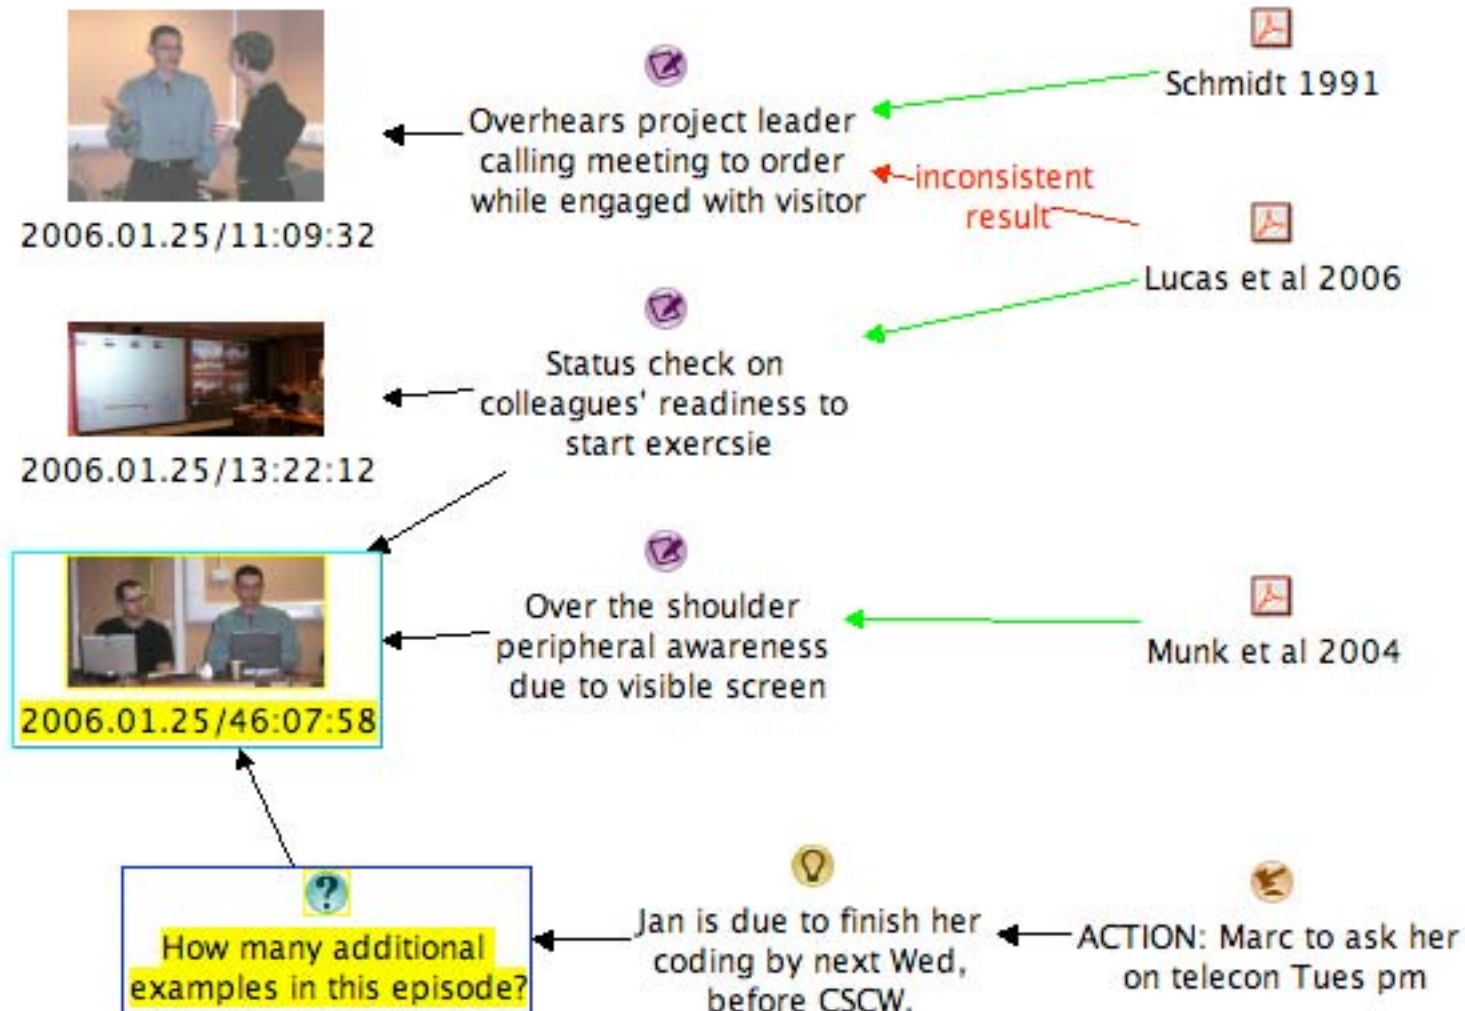 Schmidt 1991
Overhears project leader
calling meeting to order
while engaged with visitor
inconsistent
result
2006.01.25/11:09:32
Lucas et al 2006
Status check on
colleagues' readiness to
start exercsie
2006.01.25/13:22:12
Over the shoulder
peripheral awareness
due to visible screen
Munk et al 2004
2006.01.25/46:07:58
?
How many additional
examples in this episode?
Jan is due to finish her
coding by next Wed,
before CSCW.
ACTION: Marc to ask her
on telecon Tues pm